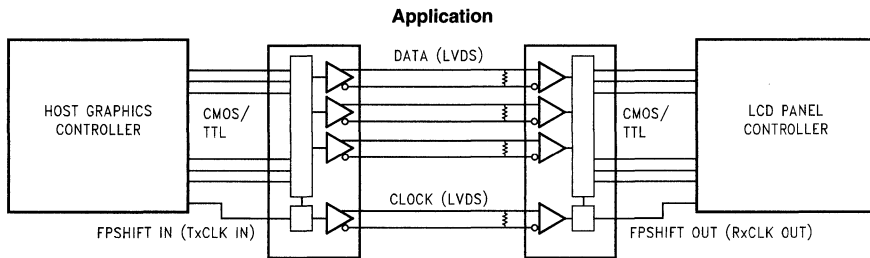 Application
DATA (LVDS)
HOST GRAPHICS
CONTROLLER
CMOS/
TTL
CMOS/
TTL
LCD PANEL
CONTROLLER
CLOCK (LVDS)
FPSHIFT IN (TxCLK IN)
FPSHIFT OUT (RxCLK OUT)